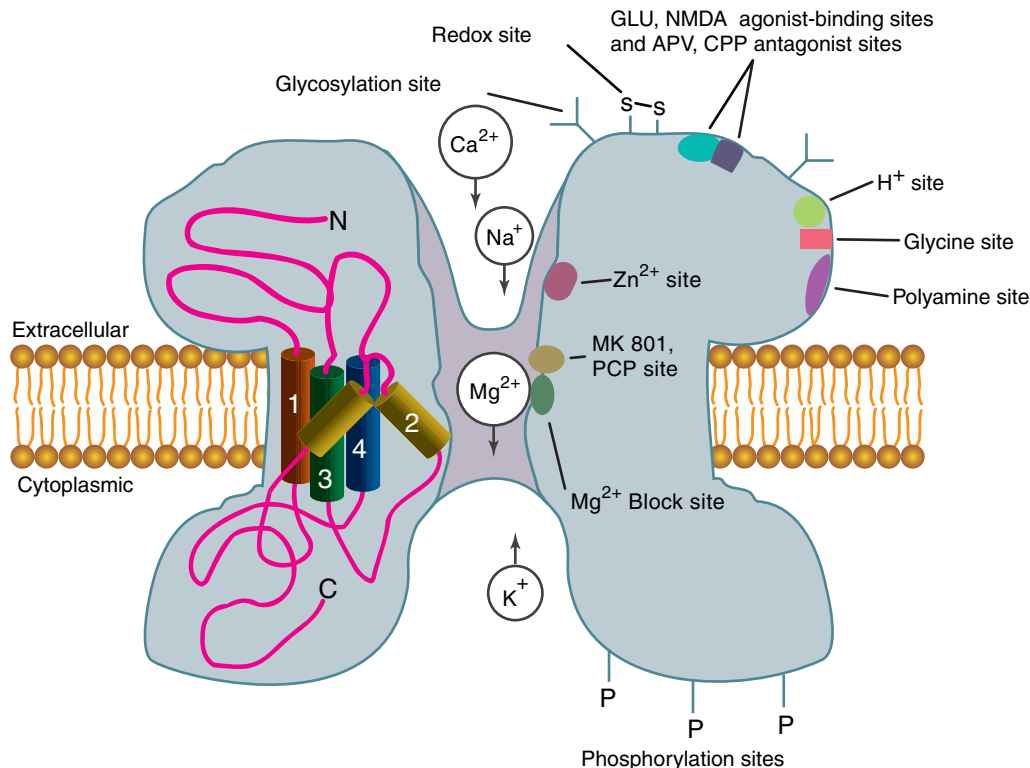 GLU, NMDA agonist-binding sites
and APV, CPP antagonist sites
Redox site
Glycosylation site
S S
Ca2+
H+ site
N
Na+
Glycine site
Zn2+ site
Polyamine site
Extracellular
MK 801,
PCP site
Mg2+
1
2
4
3
Cytoplasmic
Mg2+ Block site
C
K+
P
P
P
Phosphorylation sites